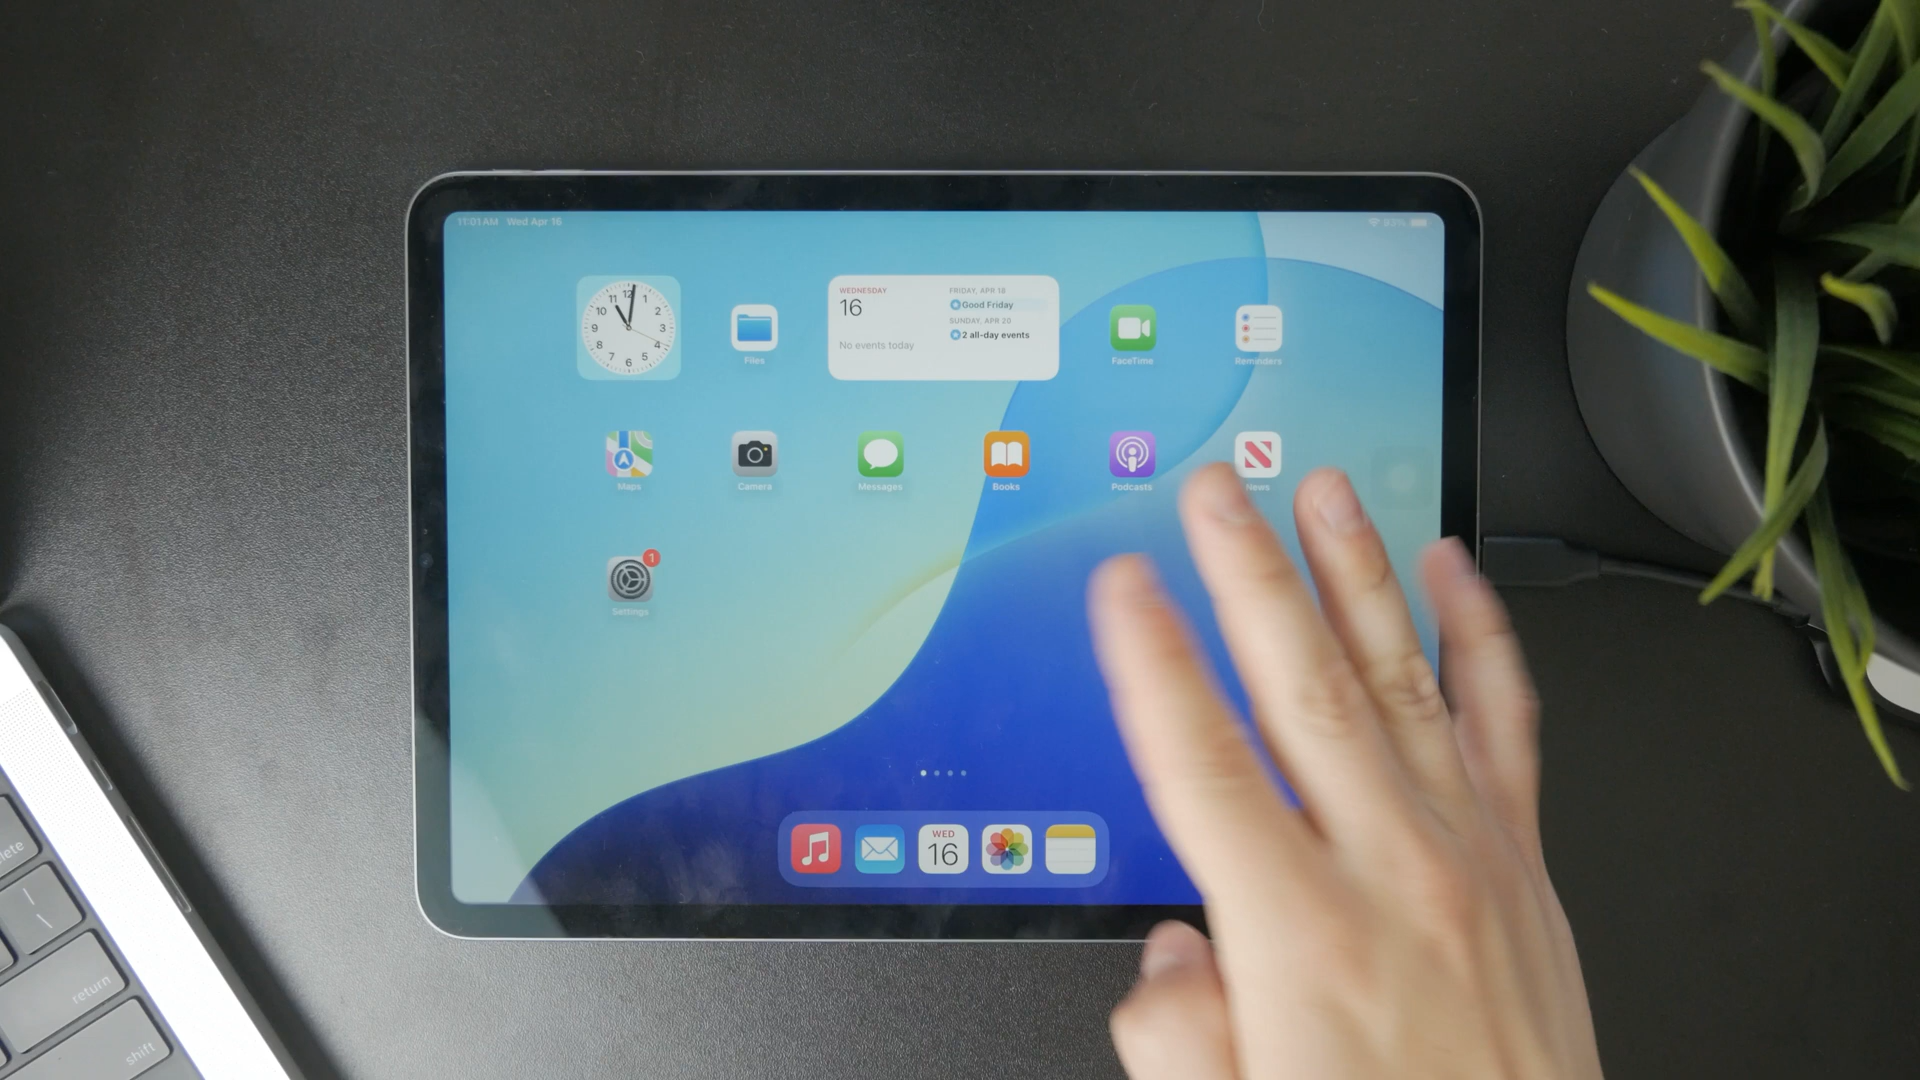 11:01 AM Wed Apr 16
93%
12
1
2
3
4
5
6
7
8
9
10
11
Files
WEDNESDAY
16
No events today
FRIDAY, APR 18
Good Friday
SUNDAY, APR 20
2 all-day events
FaceTime
Reminders
Maps
Camera
Messages
Books
Podcasts
News
1
Settings
WED
16
lete
return
shift